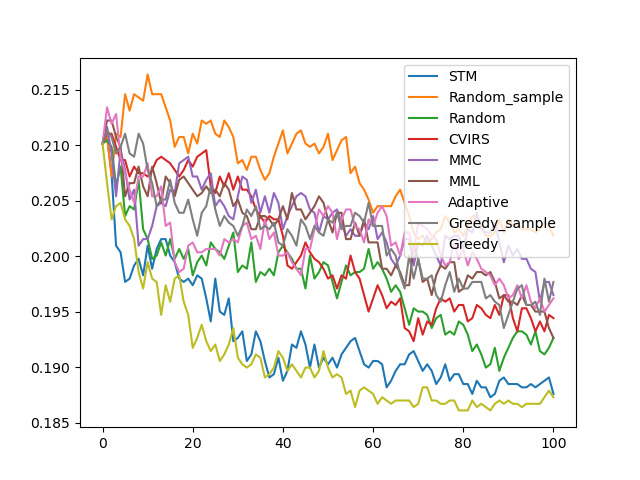 0.215
0.210
0.205
0.200
0.195
0.190
0.185
0
20
40
60
80
100
STM
Random_sample
Random
CVIRS
MMC
MML
Adaptive
Greedy_sample
Greedy